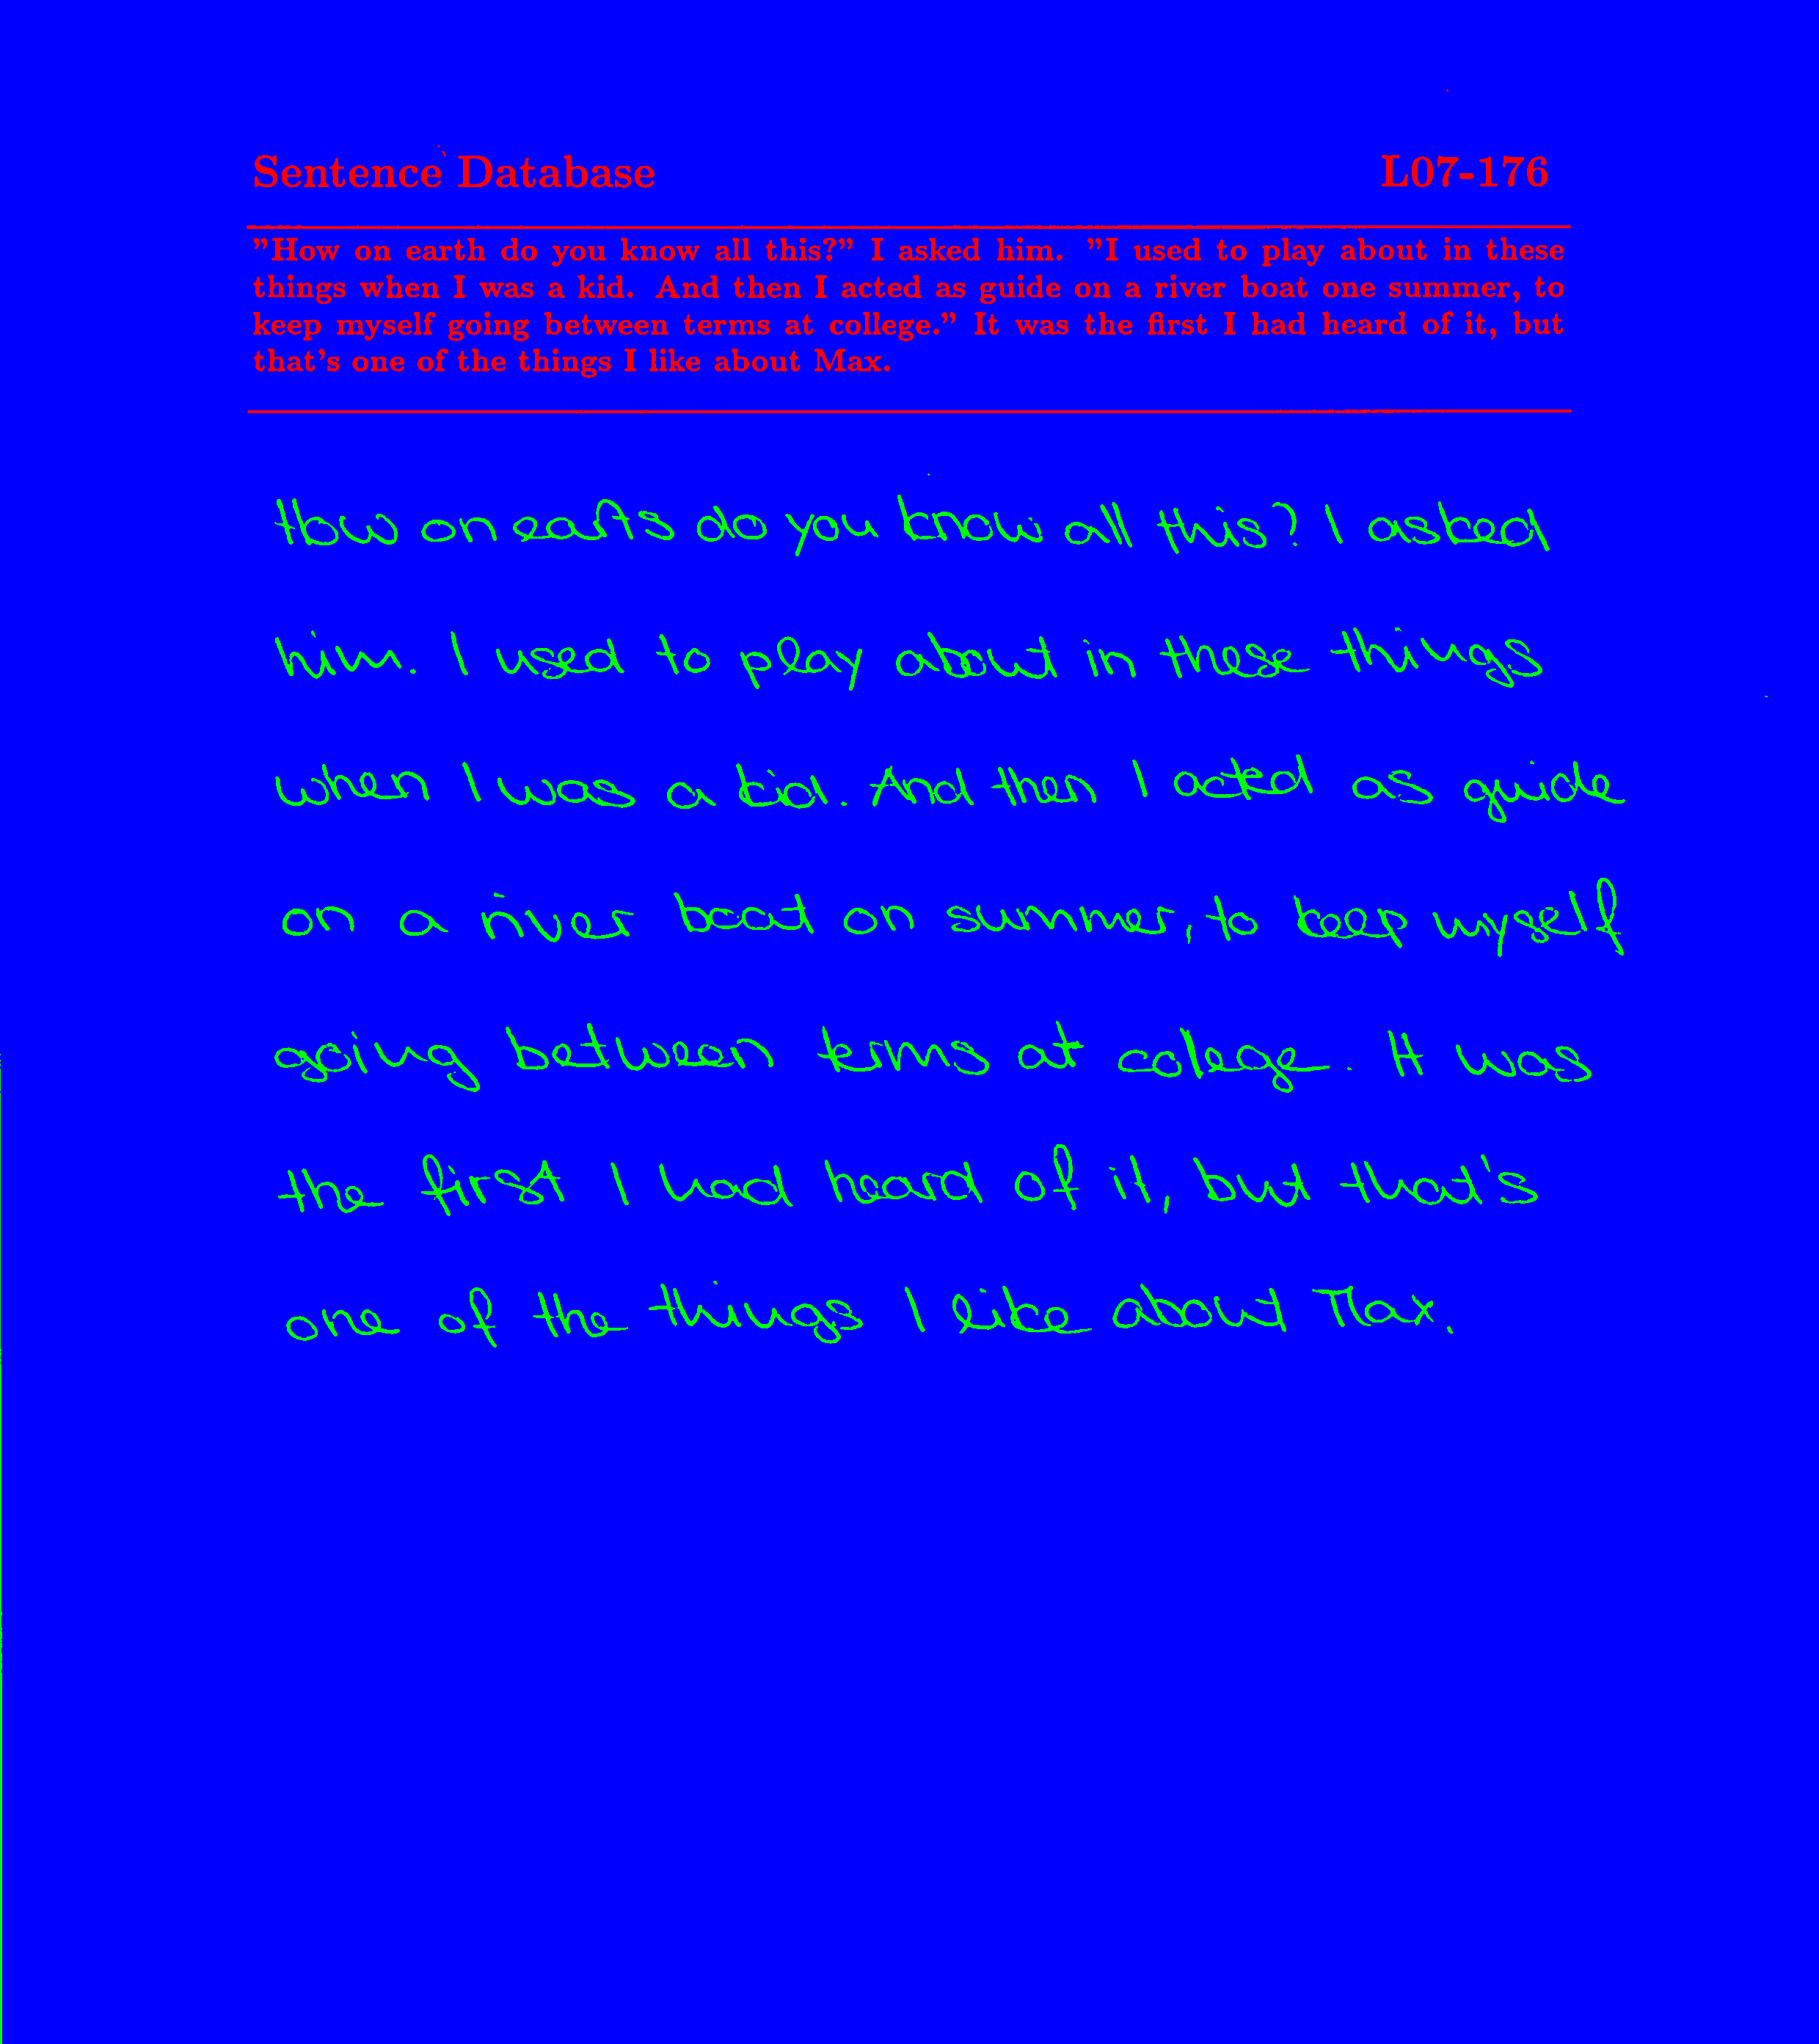 Sentence Database L07-176
"How on earth do you know all this?" I asked him. "I used to play about in these
things when I was a kid. And then I acted as guide on a river boat one summer, to
keep myself going between terms at college." It was the first I had heard of it, but
that's one of the things I like about Max.
How on earts do you know all this? I asked
him. I used to play about in these things
when I was a kid. And then I acted as guide
on a river boat on summer, to keep myself
going between terms at colege. It was
the first I had heard of it, but that's
one of the things I like about Max.